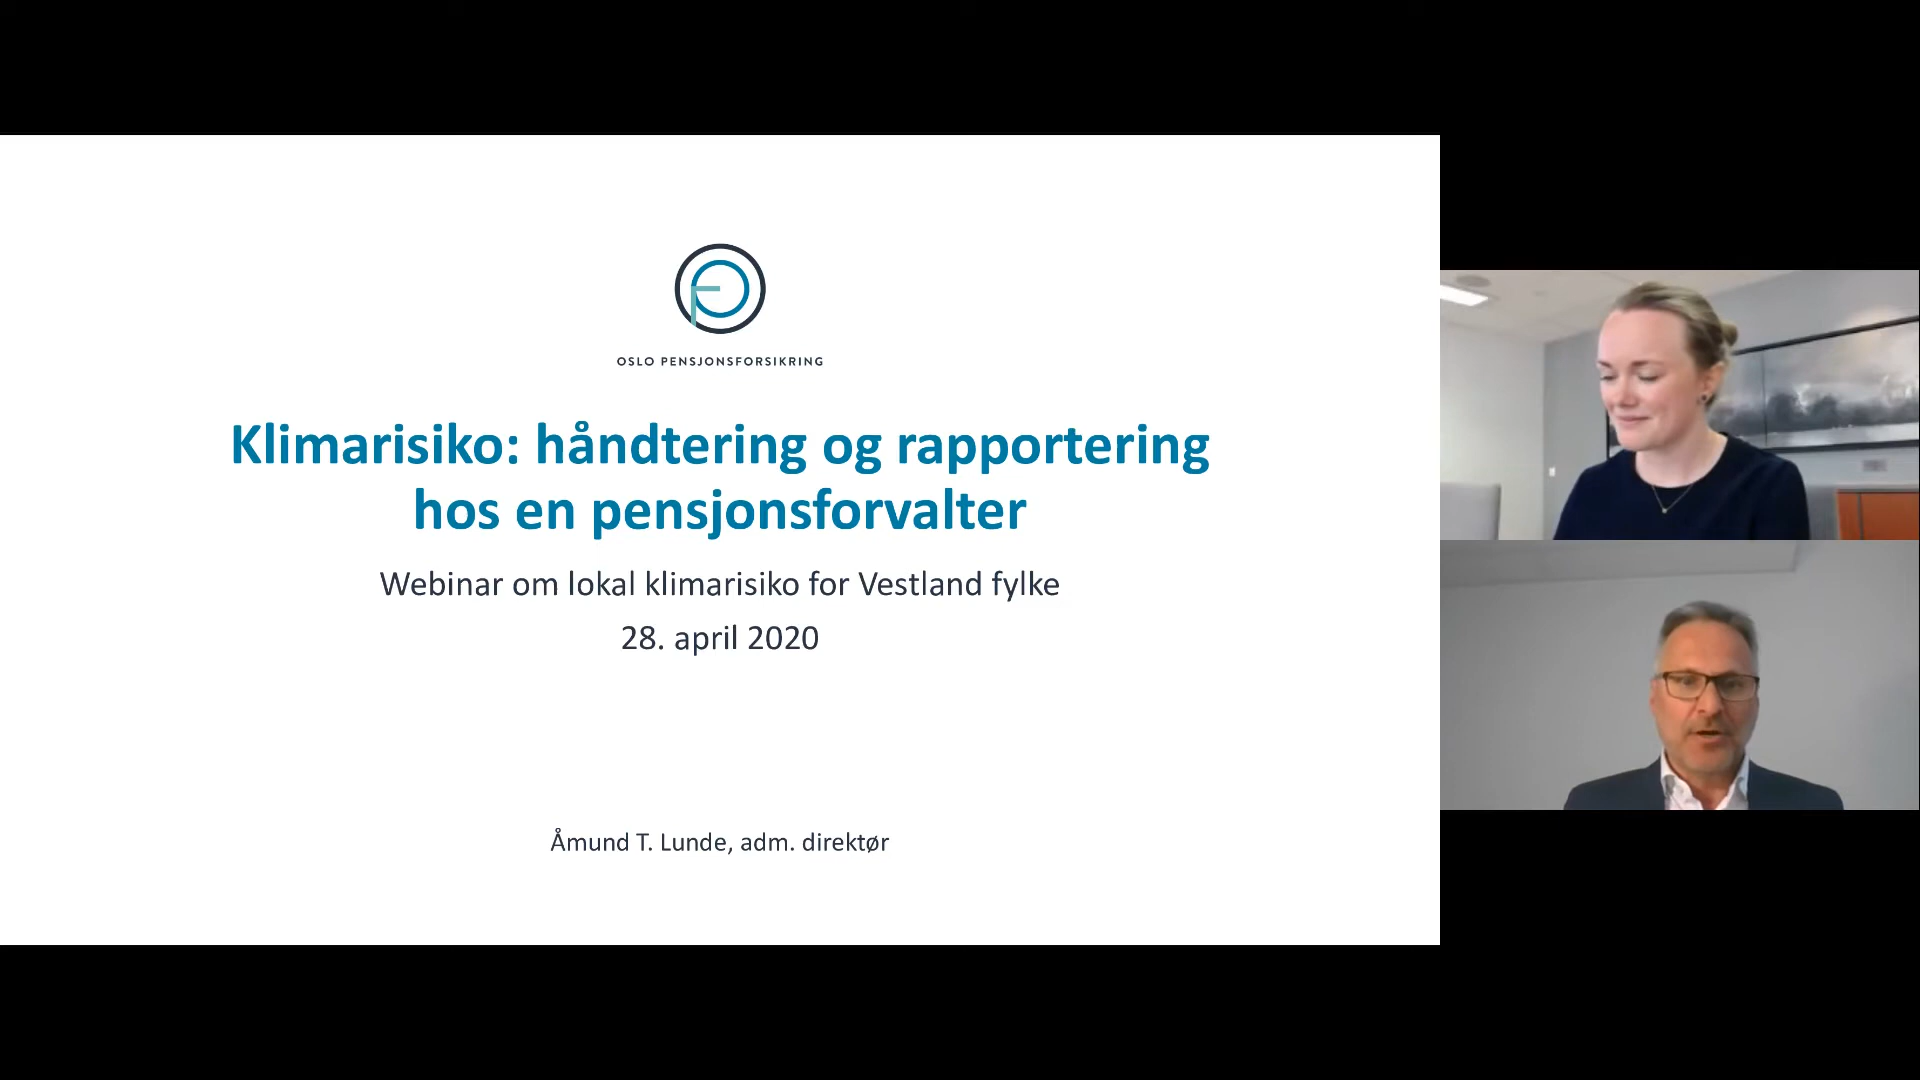 OSLO PENSJONSFORSIKRING
Klimarisiko: håndtering og rapportering
hos en pensjonsforvalter
Webinar om lokal klimarisiko for Vestland fylke
28. april 2020
Åmund T. Lunde, adm. direktør